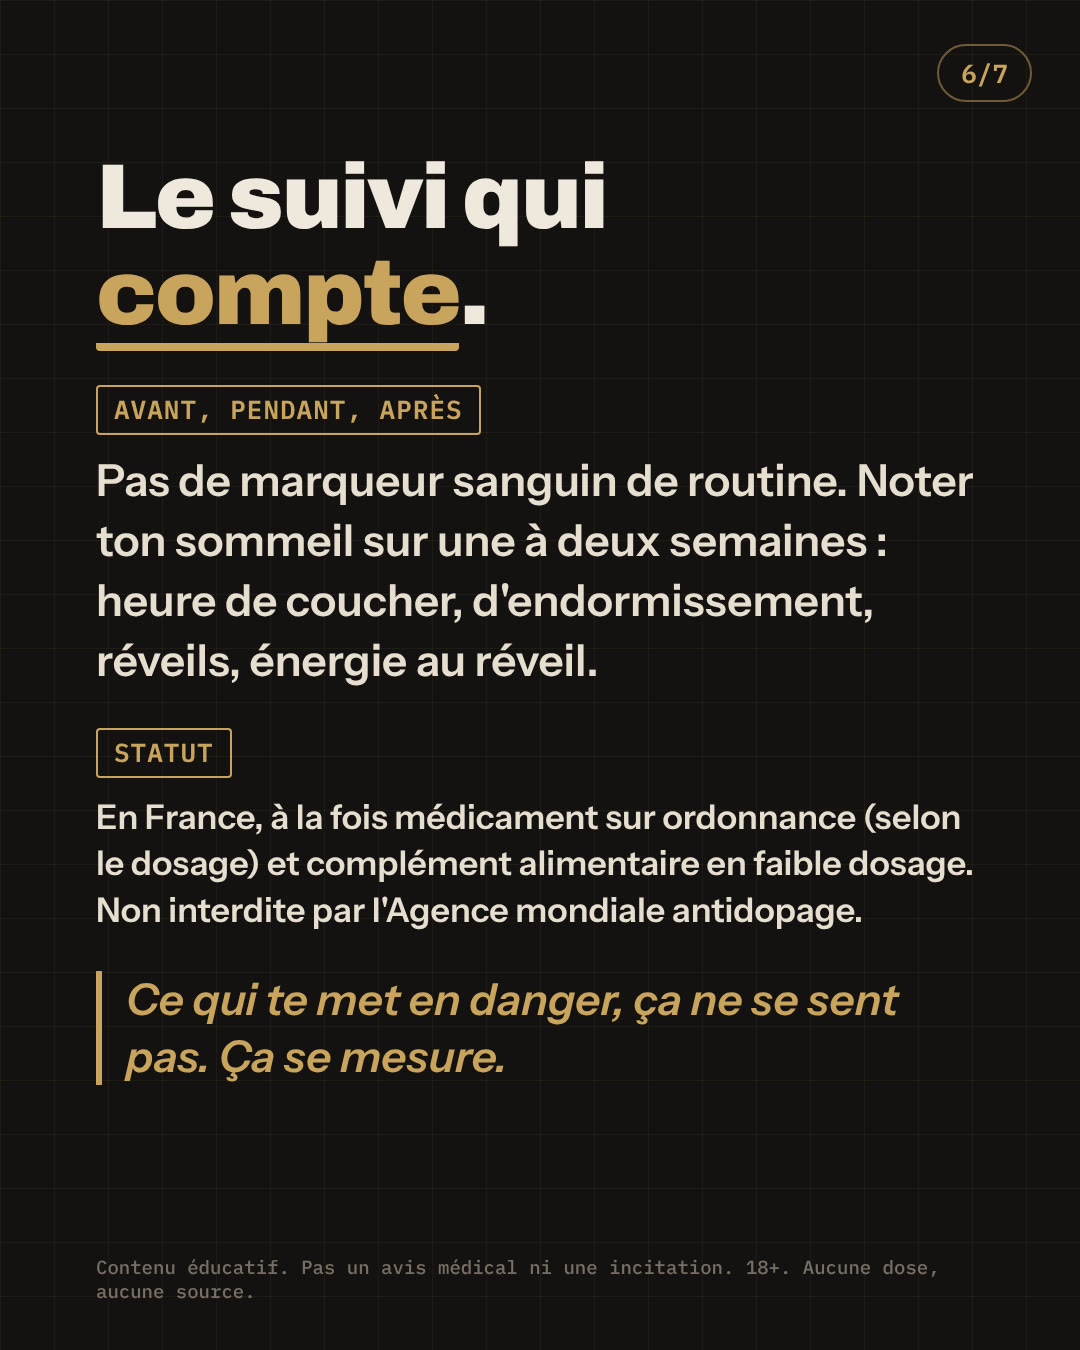 6/7
Le suivi qui
compte.
AVANT, PENDANT, APRÈS
Pas de marqueur sanguin de routine. Noter
ton sommeil sur une à deux semaines :
heure de coucher, d'endormissement,
réveils, énergie au réveil.
STATUT
En France, à la fois médicament sur ordonnance (selon
le dosage) et complément alimentaire en faible dosage.
Non interdite par l'Agence mondiale antidopage.
Ce qui te met en danger, ça ne se sent
pas. Ça se mesure.
Contenu éducatif. Pas un avis médical ni une incitation. 18+. Aucune dose,
aucune source.